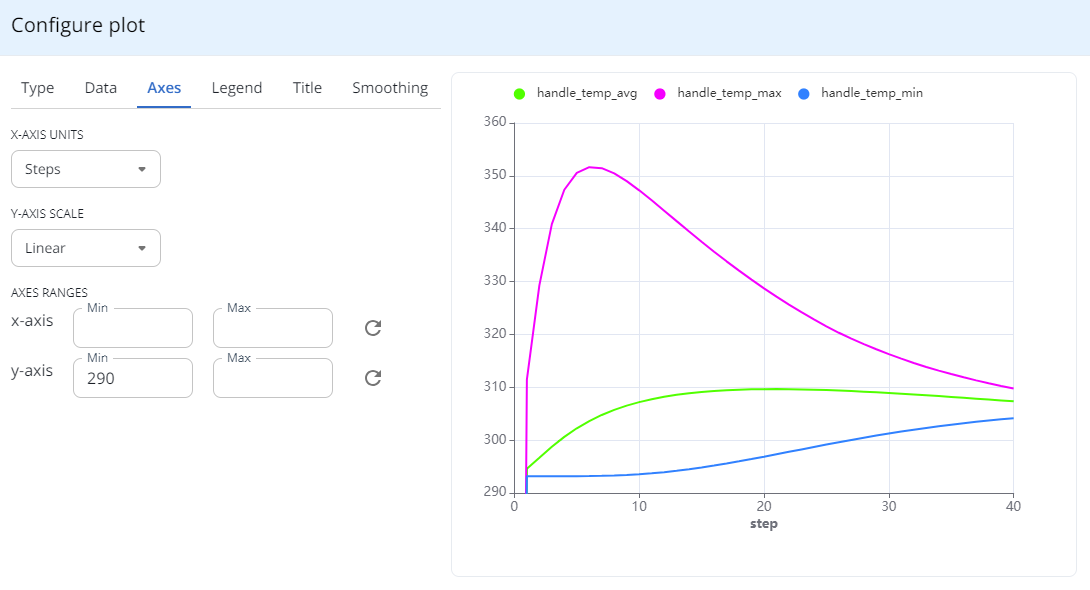 Configure plot
Type Data Axes Legend Title Smoothing
X-AXIS UNITS
Steps
Y-AXIS SCALE
Linear
AXES RANGES
x-axis Min Max
y-axis Min 290 Max
handle_temp_avg handle_temp_max handle_temp_min
360
350
340
330
320
310
300
290
0 10 20 30 40
step